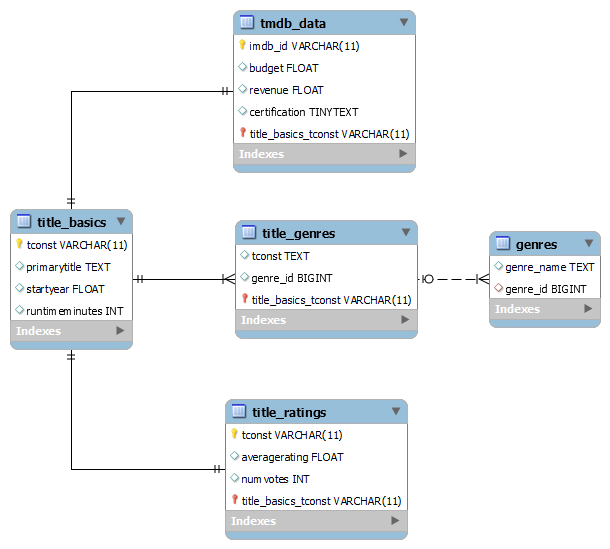 tmdb_data
imdb_id VARCHAR(11)
budget FLOAT
revenue FLOAT
certification TINYTEXT
title_basics_tconst VARCHAR(11)
Indexes
title_basics
tconst VARCHAR(11)
primarytitle TEXT
startyear FLOAT
runtimeminutes INT
Indexes
title_genres
tconst TEXT
genre_id BIGINT
title_basics_tconst VARCHAR(11)
Indexes
genres
genre_name TEXT
genre_id BIGINT
Indexes
title_ratings
tconst VARCHAR(11)
averagerating FLOAT
numvotes INT
title_basics_tconst VARCHAR(11)
Indexes